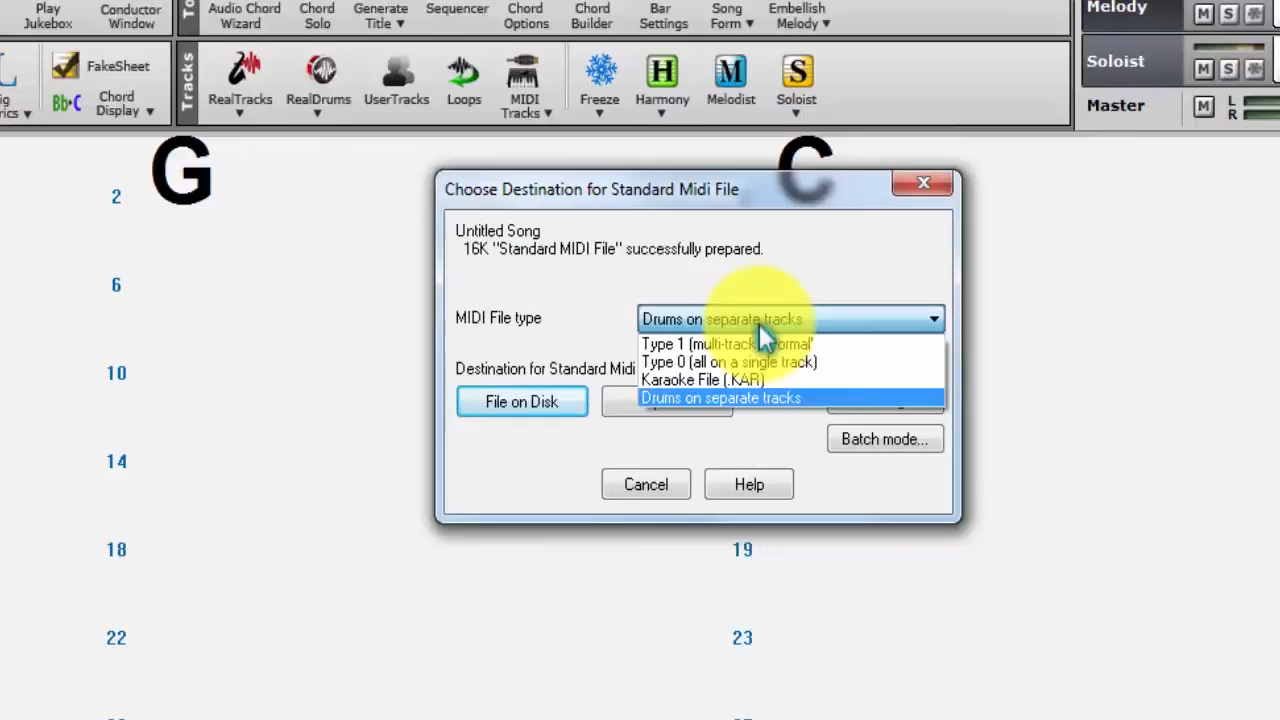 Play Jukebox
Conductor Window
To
Audio Chord Wizard
Chord Solo
Generate Title
Sequencer
Chord Options
Chord Builder
Bar Settings
Song Form
Embellish Melody
Melody
M S
FakeSheet
Bb▸C
Chord Display
Tracks
RealTracks
RealDrums
UserTracks
Loops
MIDI Tracks
Freeze
H
Harmony
M
Melodist
S
Soloist
Soloist
M S
Master
M
L
R
G
C
2
6
10
14
18
19
22
23
Choose Destination for Standard Midi File
Untitled Song
16K "Standard MIDI File" successfully prepared.
MIDI File type
Drums on separate tracks
Type 1 (multi-track) 'normal'
Type 0 (all on a single track)
Karaoke File (.KAR)
Drums on separate tracks
Destination for Standard Midi
File on Disk
Batch mode...
Cancel
Help